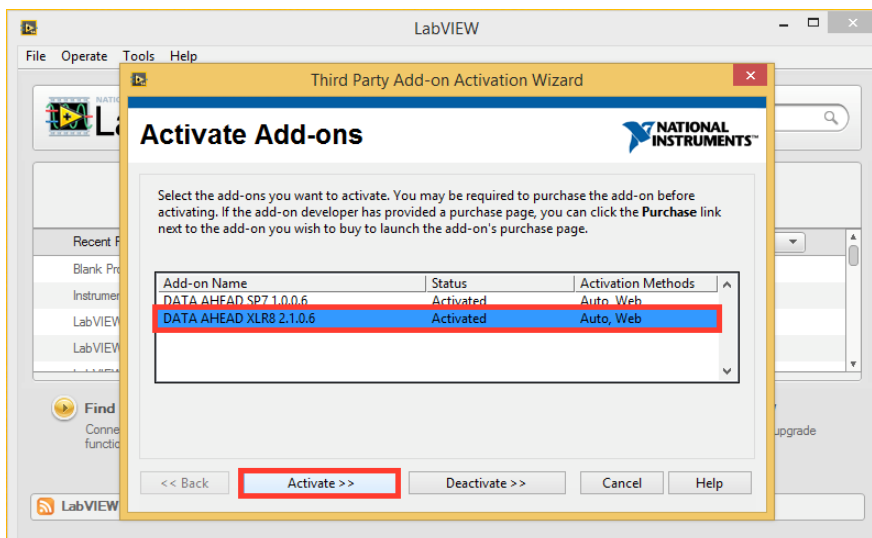 LabVIEW
File Operate Tools Help
Third Party Add-on Activation Wizard
Activate Add-ons
NATIONAL
INSTRUMENTS™
Select the add-ons you want to activate. You may be required to purchase the add-on before
activating. If the add-on developer has provided a purchase page, you can click the Purchase link
next to the add-on you wish to buy to launch the add-on's purchase page.
Recent
Blank
Add-on Name Status Activation Methods
DATA AHEAD SP7 1.0.0.6 Activated Auto, Web
DATA AHEAD XLR8 2.1.0.6 Activated Auto, Web
LabVIEW
LabVIEW
Find
upgrade
<< Back Activate >> Deactivate >> Cancel Help
LabVIEW